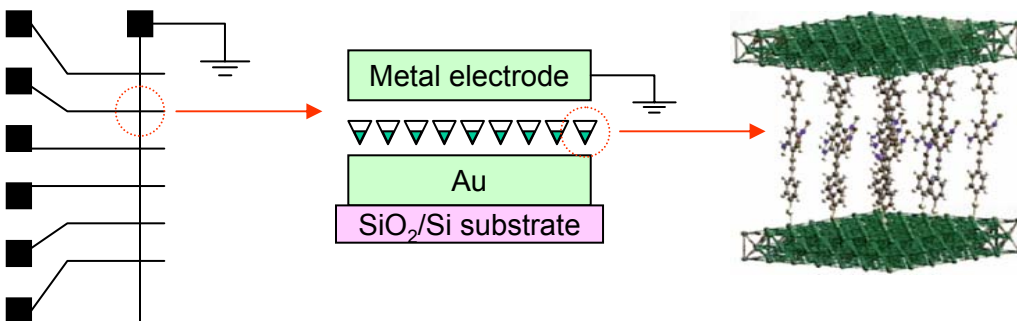 Metal electrode
Au
SiO₂/Si substrate